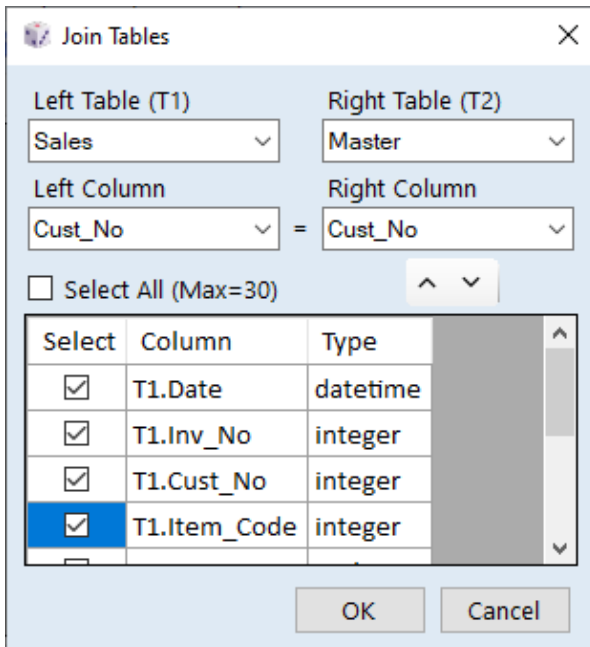 Join Tables
Left Table (T1) Right Table (T2)
Sales Master
Left Column Right Column
Cust_No = Cust_No
Select All (Max=30)
Select Column Type
T1.Date datetime
T1.Inv_No integer
T1.Cust_No integer
T1.Item_Code integer
OK Cancel